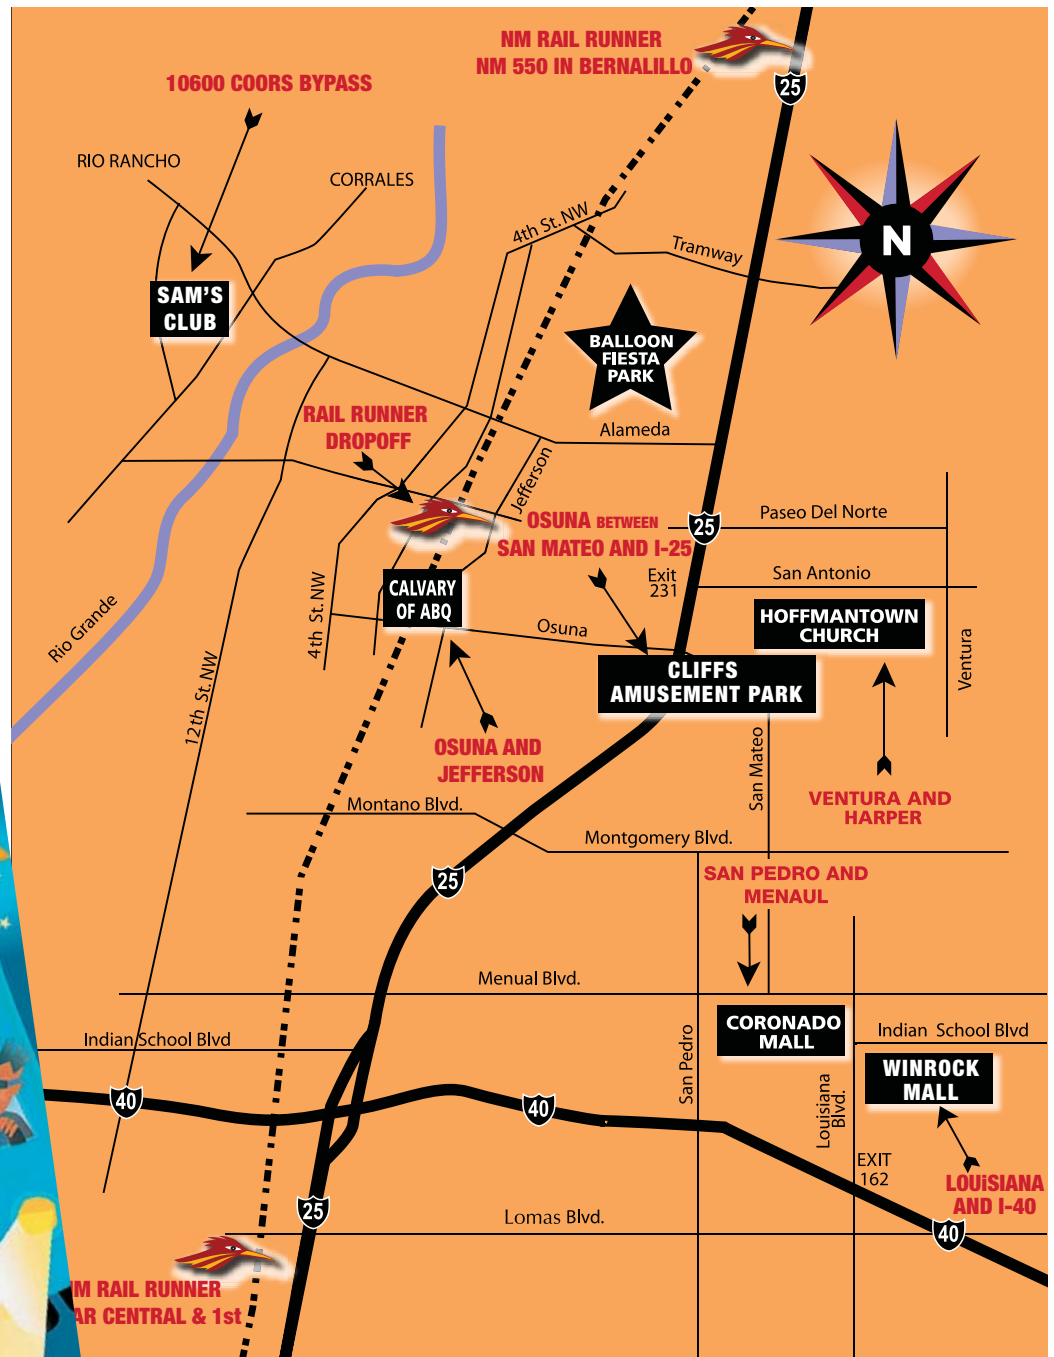 NM RAIL RUNNER
NM 550 IN BERNALILLO
25
10600 COORS BYPASS
RIO RANCHO
CORRALES
4th St. NW
Tramway
N
SAM'S
CLUB
BALLOON
FIESTA
PARK
RAIL RUNNER
DROPOFF
Alameda
Jefferson
OSUNA BETWEEN
SAN MATEO AND I-25
25
Paseo Del Norte
Exit
231
San Antonio
CALVARY
OF ABQ
HOFFMANTOWN
CHURCH
Rio Grande
4th St. NW
Osuna
Ventura
12th St. NW
CLIFFS
AMUSEMENT PARK
OSUNA AND
JEFFERSON
San Mateo
VENTURA AND
HARPER
Montano Blvd.
Montgomery Blvd.
25
SAN PEDRO AND
MENAUL
Menual Blvd.
Indian School Blvd
San Pedro
CORONADO
MALL
Indian School Blvd
WINROCK
MALL
40
40
Louisiana
Blvd.
EXIT
162
LOUiSIANA
AND I-40
25
Lomas Blvd.
40
M RAIL RUNNER
AR CENTRAL & 1st